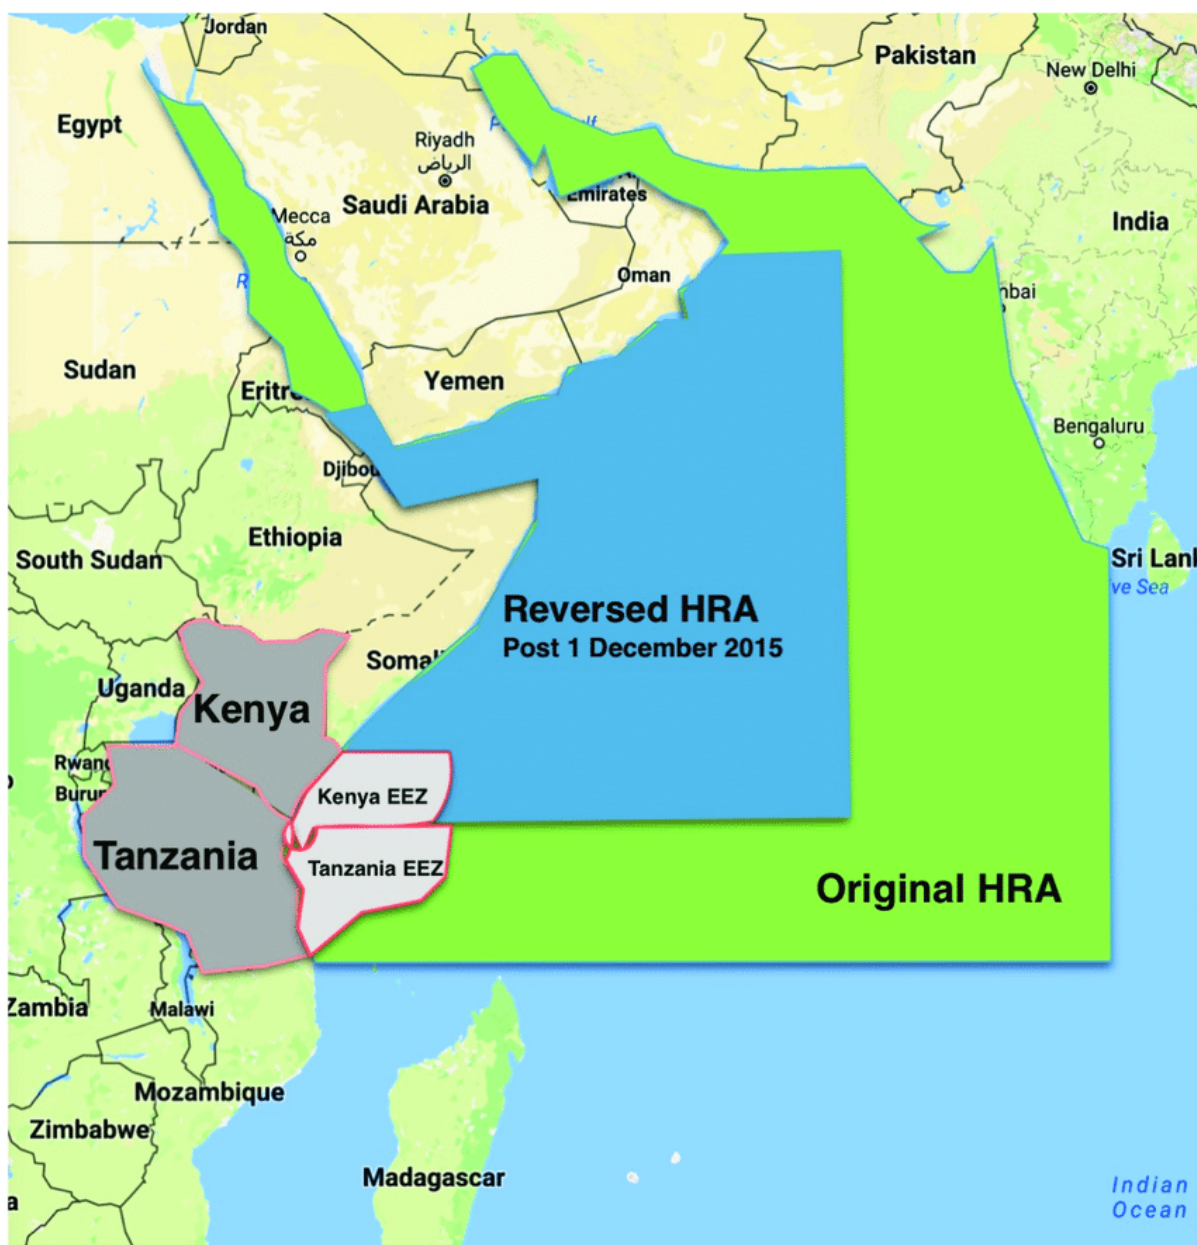 Jordan
Pakistan
New Delhi
Egypt
Riyadh
الرياض
Saudi Arabia
Mecca
مكة
Emirates
India
Oman
Sudan
Yemen
Bengaluru
Ethiopia
South Sudan
Reversed HRA
Post 1 December 2015
Uganda
Kenya
Kenya EEZ
Tanzania
Tanzania EEZ
Original HRA
Zambia
Malawi
Mozambique
Zimbabwe
Madagascar
Indian
Ocean